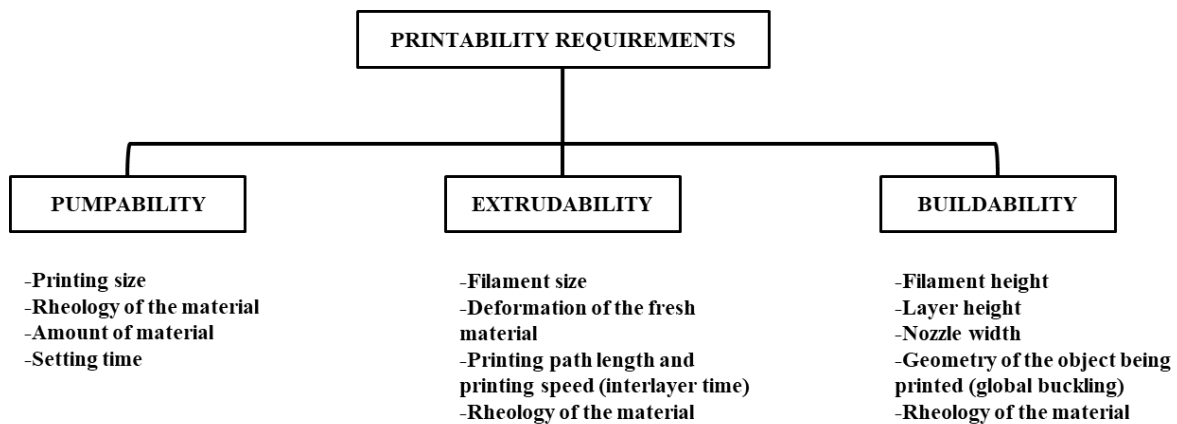 PRINTABILITY REQUIREMENTS
PUMPABILITY
-Printing size
-Rheology of the material
-Amount of material
-Setting time
EXTRUDABILITY
-Filament size
-Deformation of the fresh
material
-Printing path length and
printing speed (interlayer time)
-Rheology of the material
BUILDABILITY
-Filament height
-Layer height
-Nozzle width
-Geometry of the object being
printed (global buckling)
-Rheology of the material